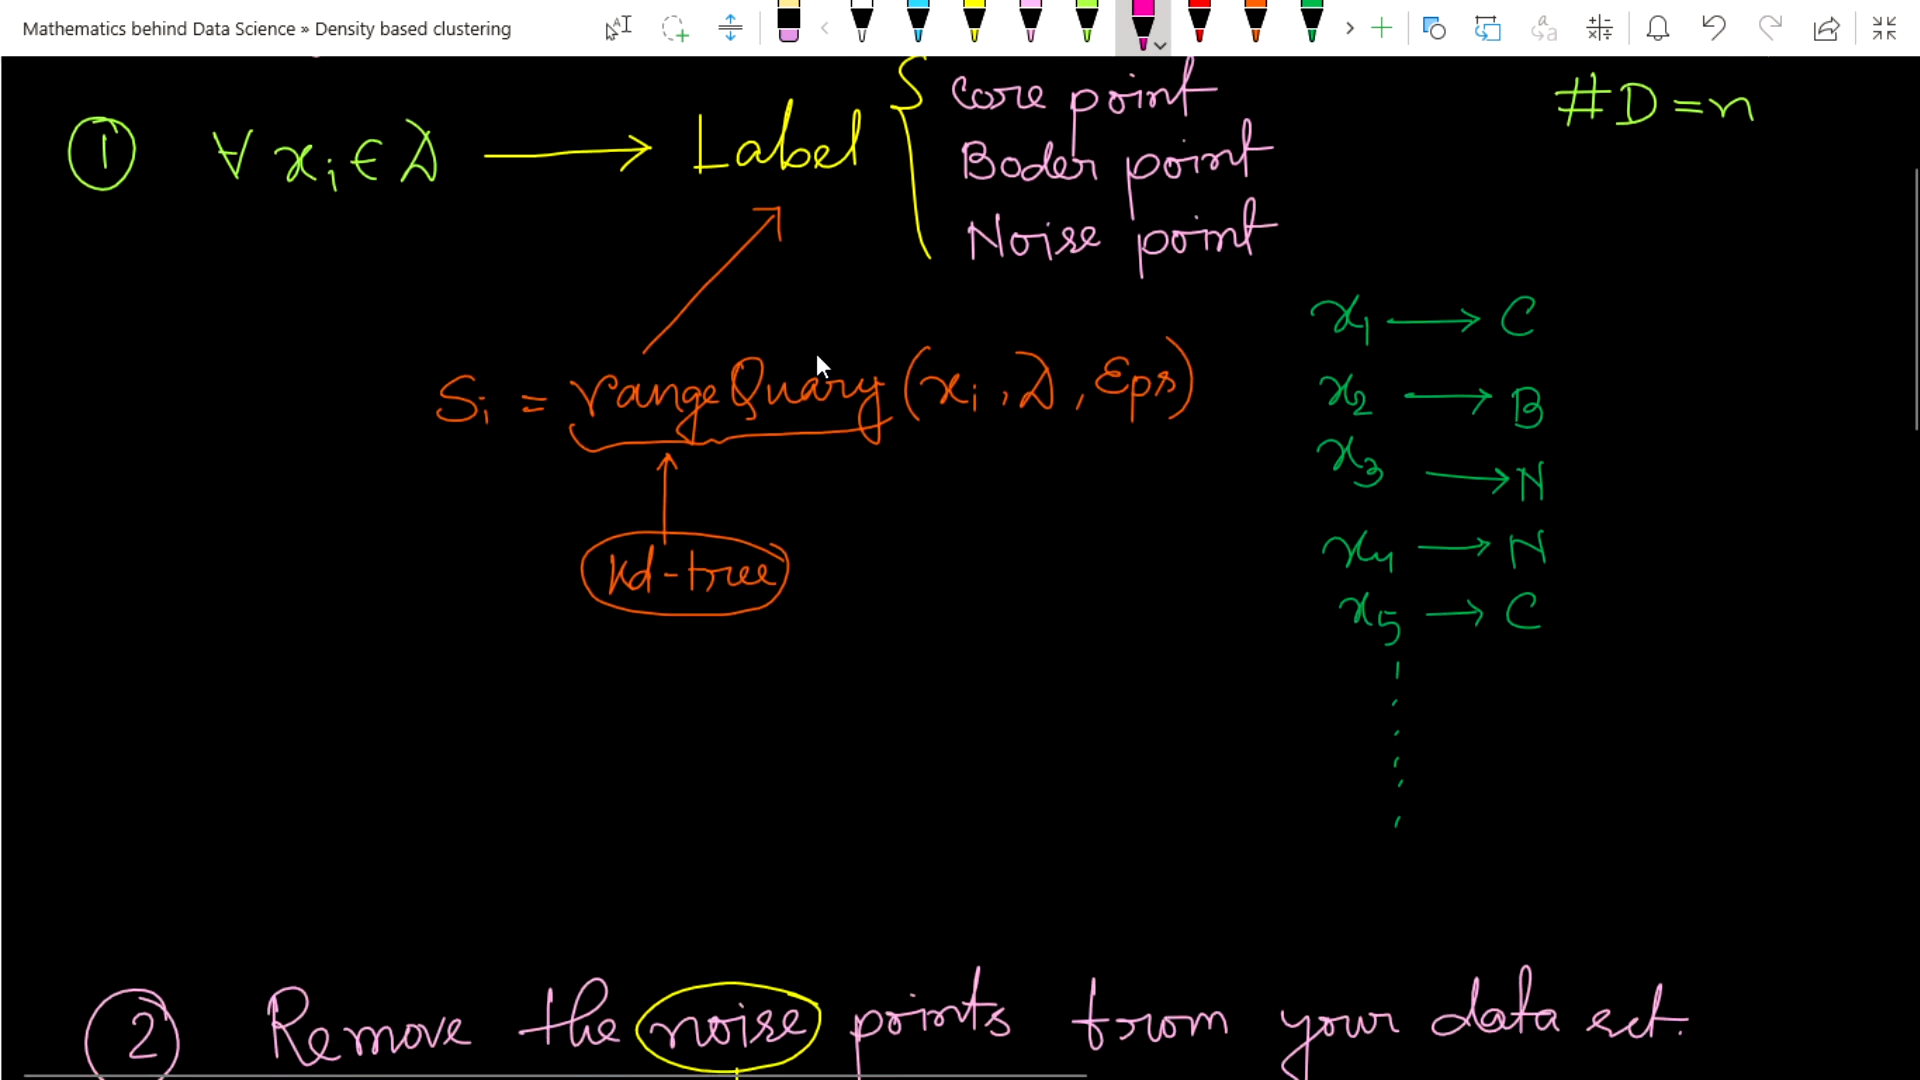 Mathematics behind Data Science » Density based clustering
① ∀ xᵢ ∈ D → Label { Core point
Boder point
Noise point
#D = n
Sᵢ = rangeQuary (xᵢ, D, Eps)
kd-tree
x₁ → C
x₂ → B
x₃ → N
x₄ → N
x₅ → C
② Remove the noise points from your data set.